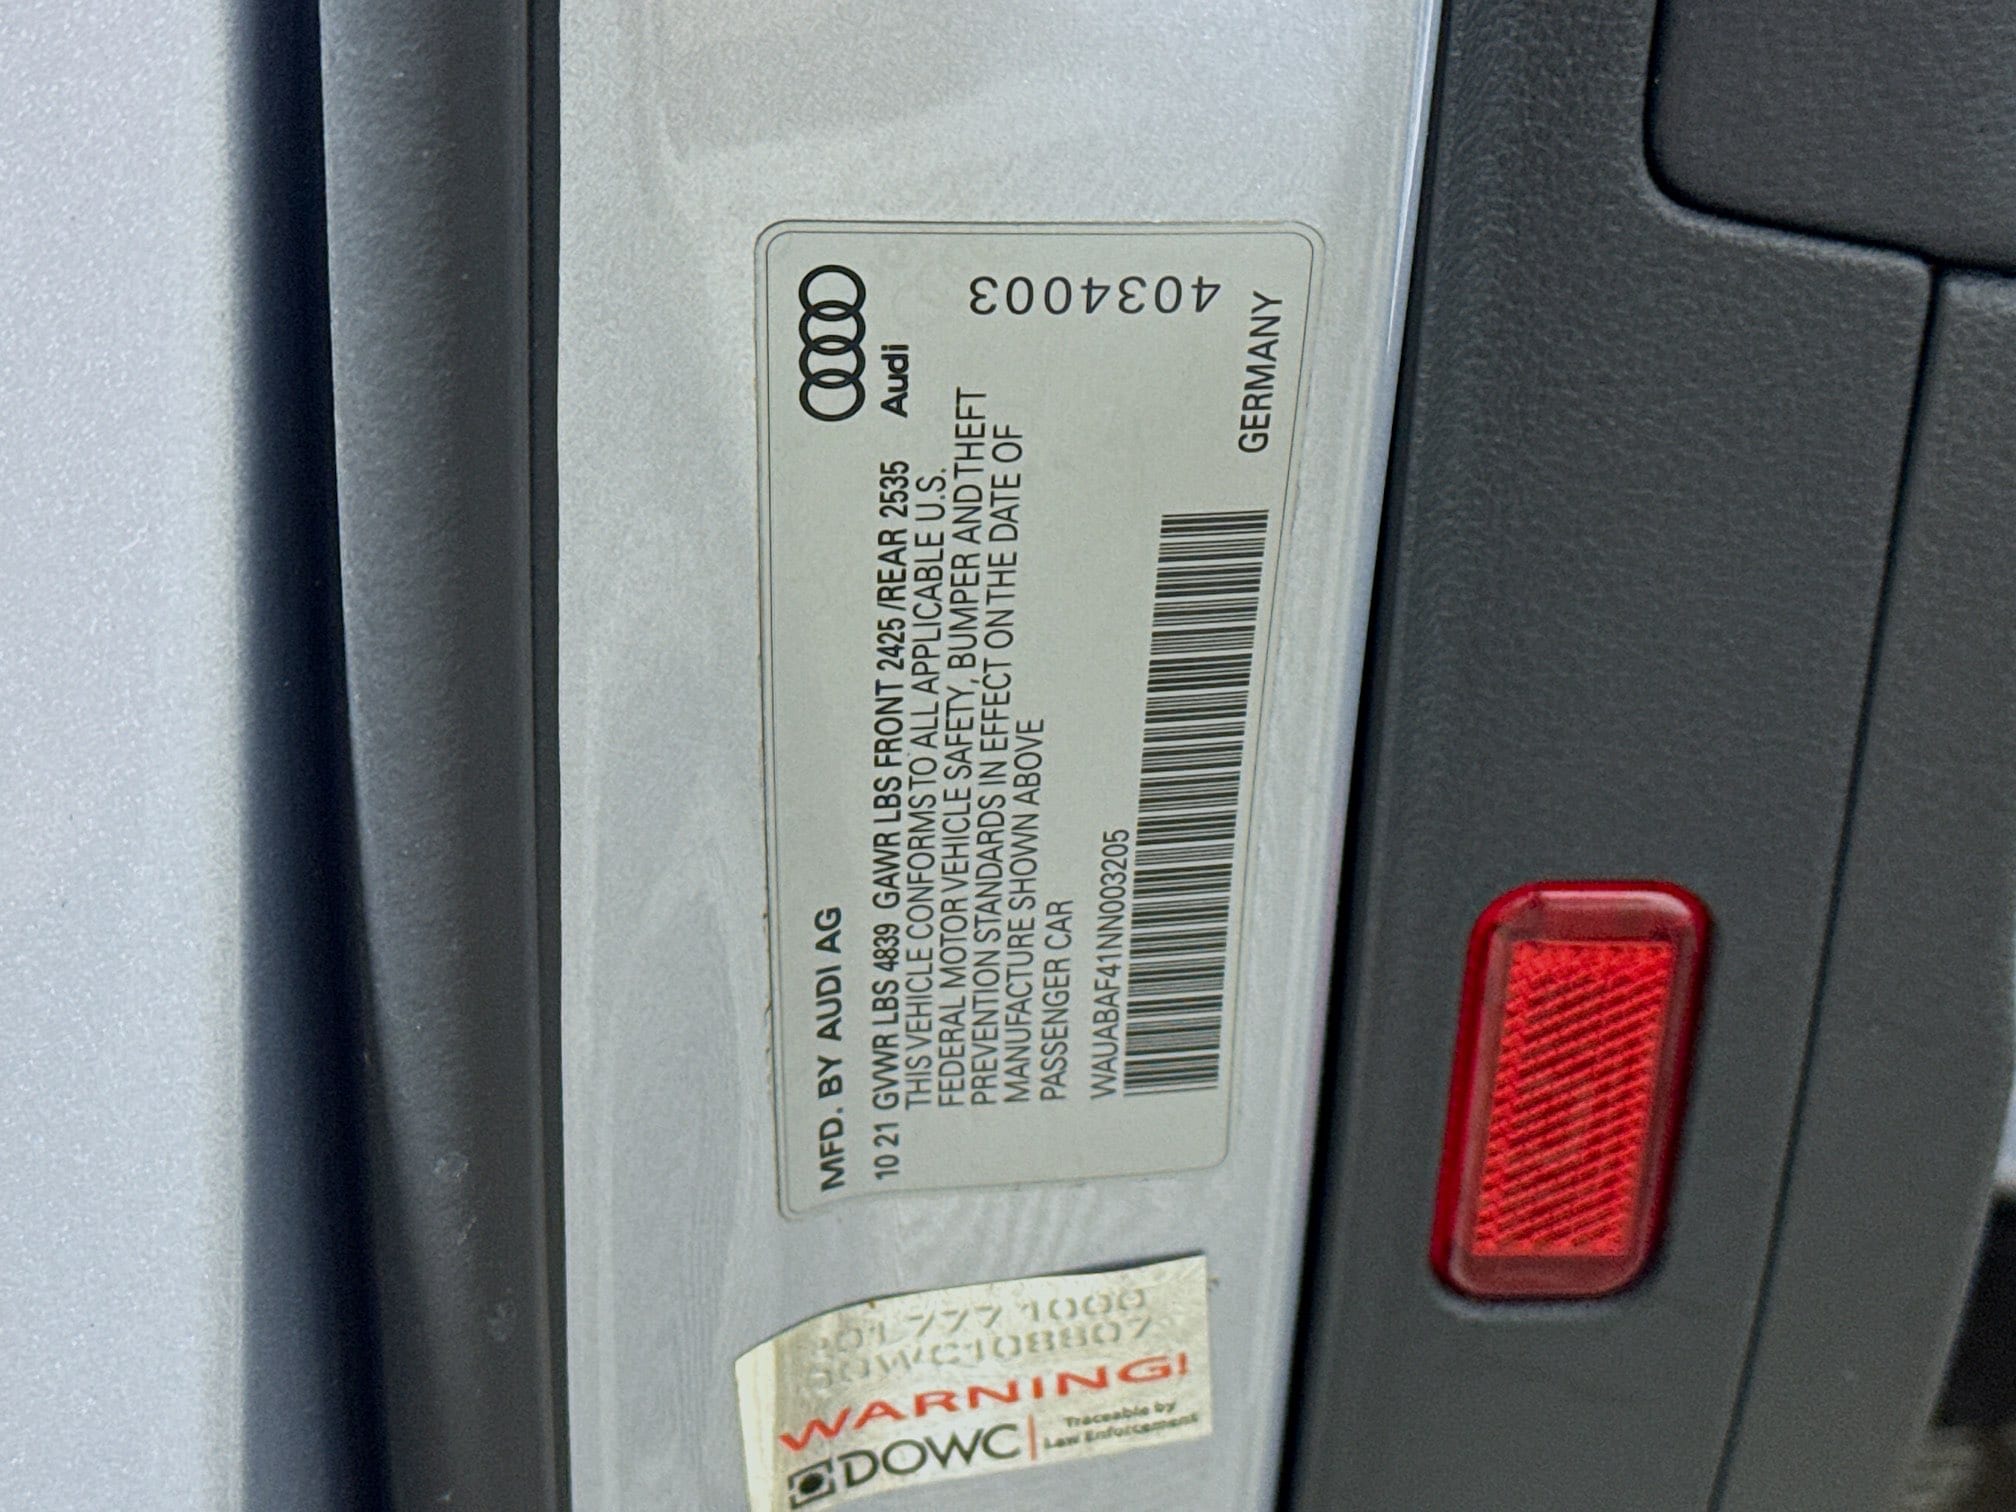 MFD. BY AUDI AG
10 21 GVWR LBS 4839 GAWR LBS FRONT 2425 /REAR 2535
Audi
THIS VEHICLE CONFORMS TO ALL APPLICABLE U.S.
FEDERAL MOTOR VEHICLE SAFETY, BUMPER AND THEFT
PREVENTION STANDARDS IN EFFECT ON THE DATE OF
MANUFACTURE SHOWN ABOVE
PASSENGER CAR
4034003
WAUABAF41NN003205
GERMANY
777 1000
WARNING!
DOWC
Traceable by
Law Enforcement